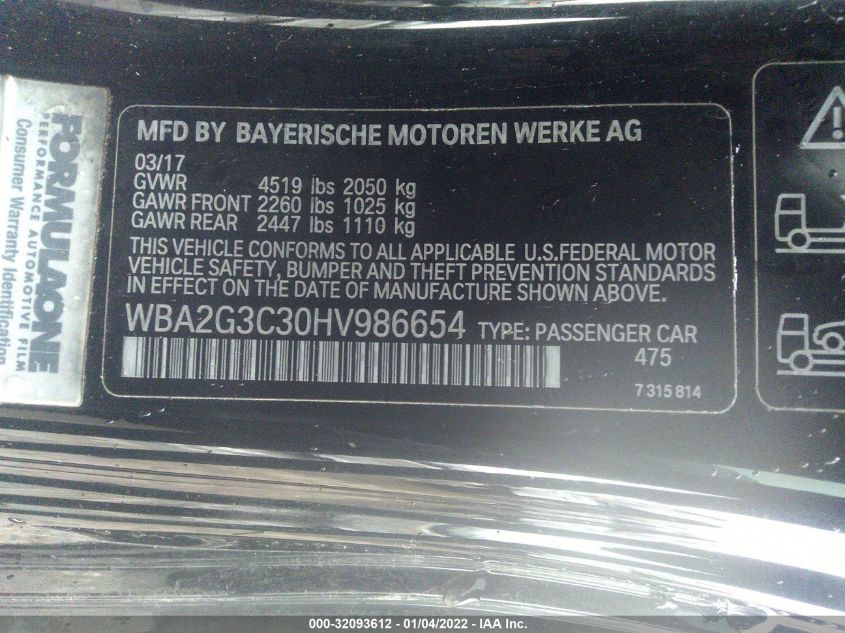 FORMULAONE
PERFORMANCE AUTOMOTIVE FILM
Consumer Warranty Identification
MFD BY BAYERISCHE MOTOREN WERKE AG
03/17
GVWR 4519 lbs 2050 kg
GAWR FRONT 2260 lbs 1025 kg
GAWR REAR 2447 lbs 1110 kg
THIS VEHICLE CONFORMS TO ALL APPLICABLE U.S.FEDERAL MOTOR
VEHICLE SAFETY, BUMPER AND THEFT PREVENTION STANDARDS
IN EFFECT ON THE DATE OF MANUFACTURE SHOWN ABOVE.
WBA2G3C30HV986654 TYPE: PASSENGER CAR
475
7 315 814
000-32093612 - 01/04/2022 - IAA Inc.